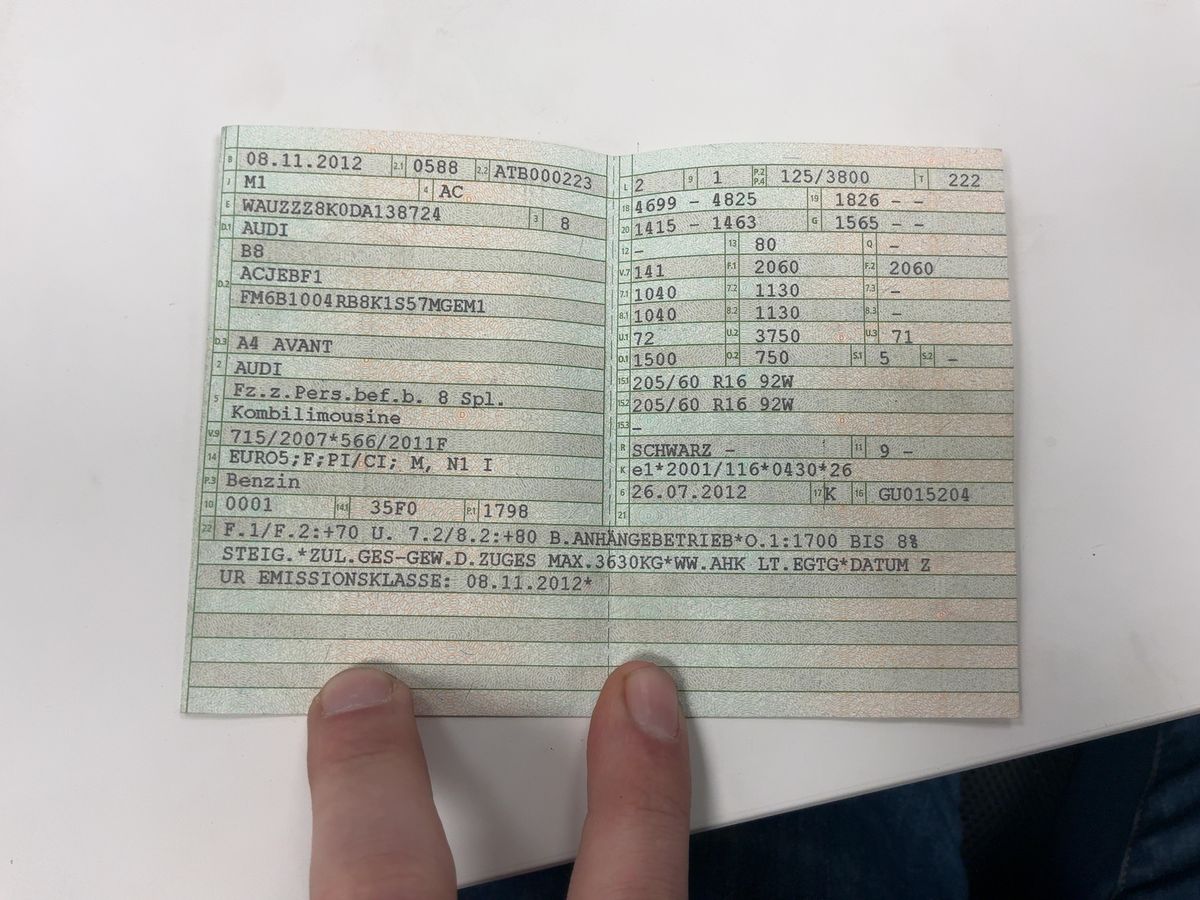 B 08.11.2012 2.1 0588 2.2 ATB000223
J M1 4 AC
E WAUZZZ8K0DA138724 3 8
D.1 AUDI
B8
D.2 ACJEBF1
FM6B1004RB8K1S57MGEM1
D.3 A4 AVANT
2 AUDI
5 Fz.z.Pers.bef.b. 8 Spl.
Kombilimousine
V.9 715/2007*566/2011F
14 EURO5;F;PI/CI; M, N1 I
P.3 Benzin
10 0001 14.1 35F0 P.1 1798
L 2 9 1 P.2 P.4 125/3800 T 222
18 4699 - 4825 19 1826 - -
20 1415 - 1463 G 1565 - -
12 - 13 80 Q -
V.7 141 F.1 2060 F.2 2060
7.1 1040 7.2 1130 7.3 -
8.1 1040 8.2 1130 8.3 -
U.1 72 U.2 3750 U.3 71
O.1 1500 O.2 750 S.1 5 S.2 -
15.1 205/60 R16 92W
15.2 205/60 R16 92W
15.3 -
R SCHWARZ - 11 9 -
K e1*2001/116*0430*26
6 26.07.2012 17 K 16 GU015204
21
22 F.1/F.2:+70 U. 7.2/8.2:+80 B.ANHÄNGEBETRIEB*O.1:1700 BIS 8%
STEIG.*ZUL.GES-GEW.D.ZUGES MAX.3630KG*WW.AHK LT.EGTG*DATUM Z
UR EMISSIONSKLASSE: 08.11.2012*